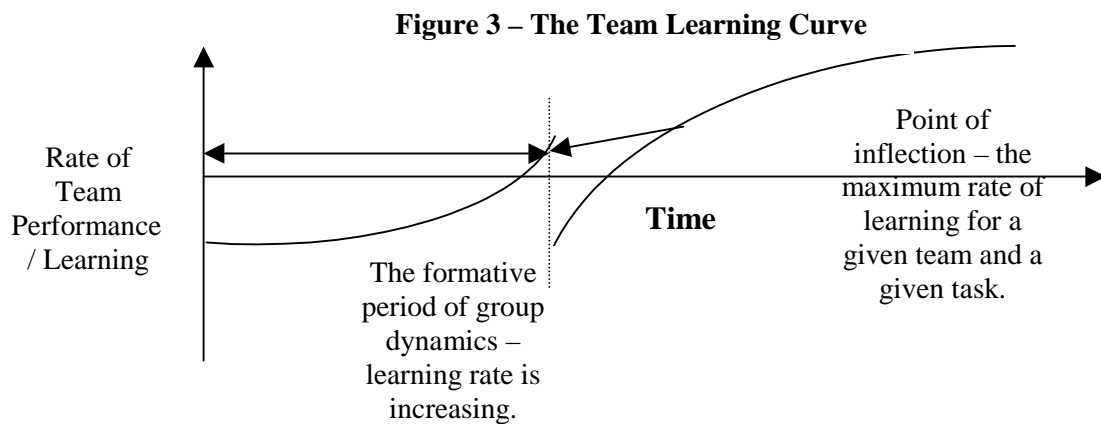 Figure 3 – The Team Learning Curve
Rate of
Team
Performance
/ Learning
Time
The formative
period of group
dynamics –
learning rate is
increasing.
Point of
inflection – the
maximum rate of
learning for a
given team and a
given task.